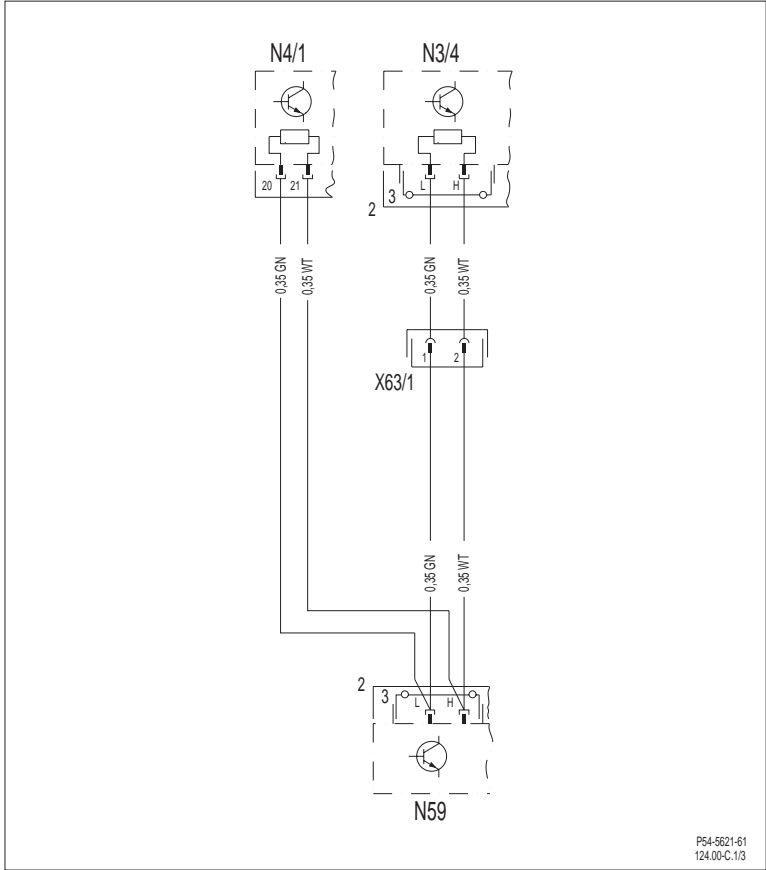 N4/1 N3/4
20 21 L H
3
2
0,35 GN 0,35 WT 0,35 GN 0,35 WT
1 2
X63/1
0,35 GN 0,35 WT
2
3 L H
N59
P54-5621-61
124.00-C.1/3